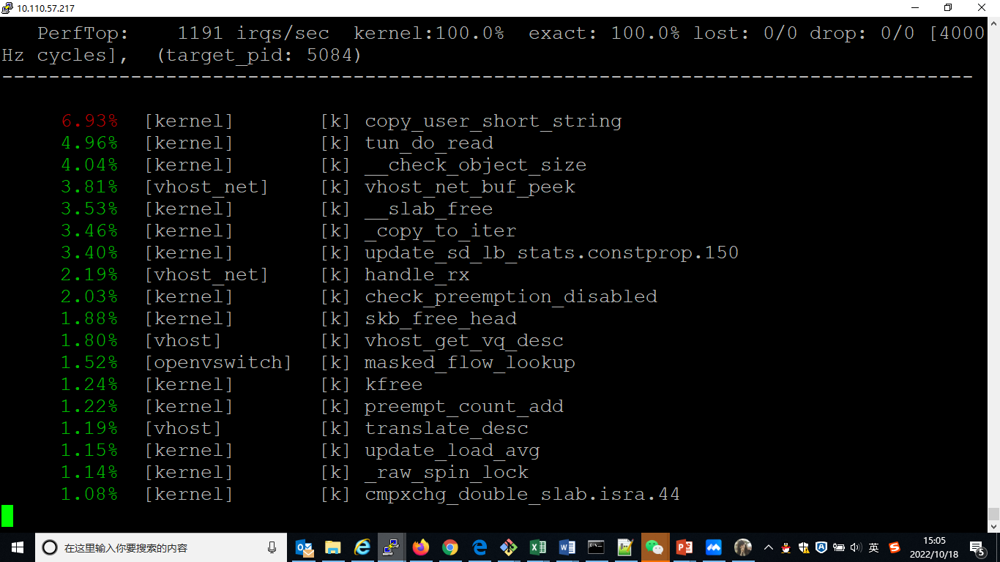 10.110.57.217
PerfTop: 1191 irqs/sec kernel:100.0% exact: 100.0% lost: 0/0 drop: 0/0 [4000
Hz cycles], (target_pid: 5084)
-----------------------------------------------------------------------------------
6.93% [kernel] [k] copy_user_short_string
4.96% [kernel] [k] tun_do_read
4.04% [kernel] [k] __check_object_size
3.81% [vhost_net] [k] vhost_net_buf_peek
3.53% [kernel] [k] __slab_free
3.46% [kernel] [k] _copy_to_iter
3.40% [kernel] [k] update_sd_lb_stats.constprop.150
2.19% [vhost_net] [k] handle_rx
2.03% [kernel] [k] check_preemption_disabled
1.88% [kernel] [k] skb_free_head
1.80% [vhost] [k] vhost_get_vq_desc
1.52% [openvswitch] [k] masked_flow_lookup
1.24% [kernel] [k] kfree
1.22% [kernel] [k] preempt_count_add
1.19% [vhost] [k] translate_desc
1.15% [kernel] [k] update_load_avg
1.14% [kernel] [k] _raw_spin_lock
1.08% [kernel] [k] cmpxchg_double_slab.isra.44
在这里输入你要搜索的内容
英
15:05
2022/10/18
5